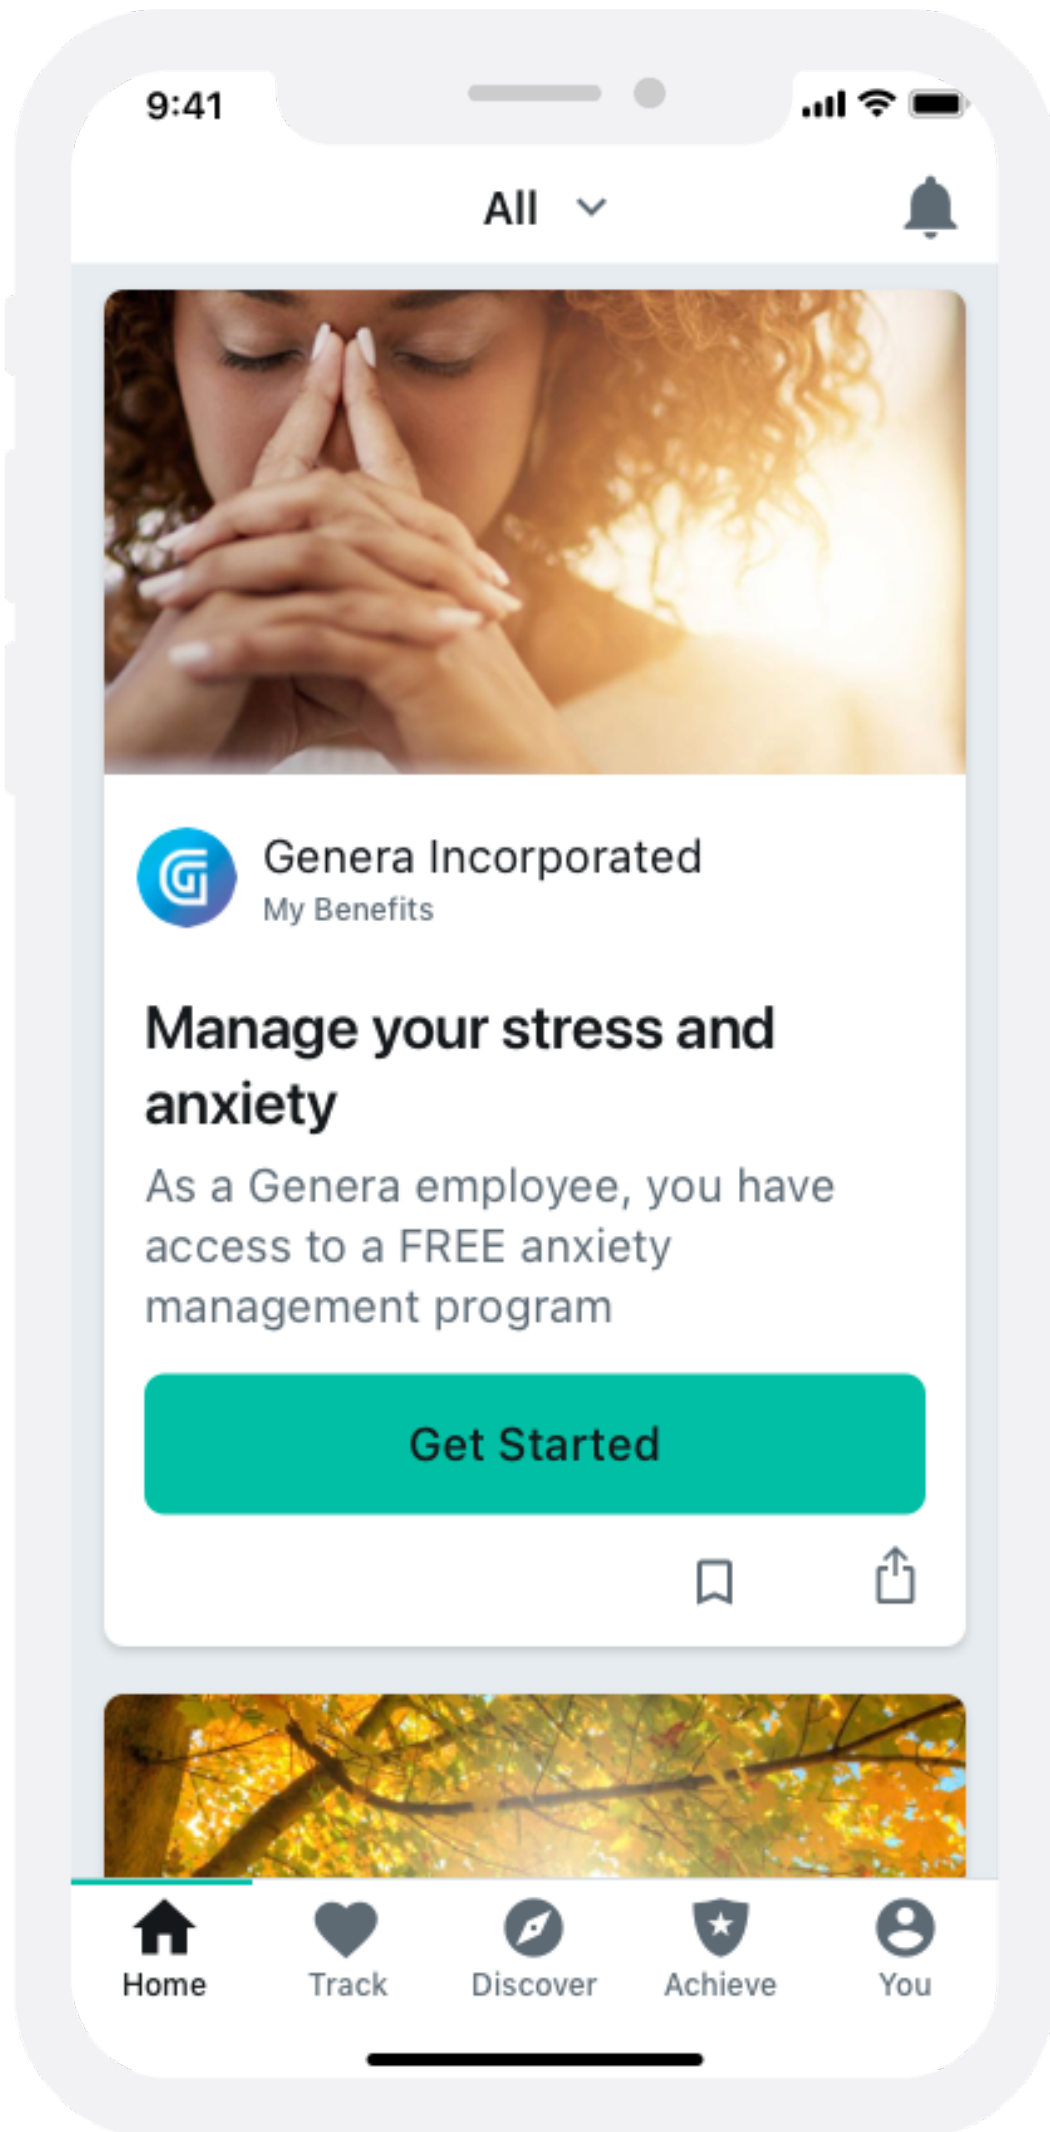 9:41
All
Genera Incorporated
My Benefits
Manage your stress and
anxiety
As a Genera employee, you have
access to a FREE anxiety
management program
Get Started
Home
Track
Discover
Achieve
You